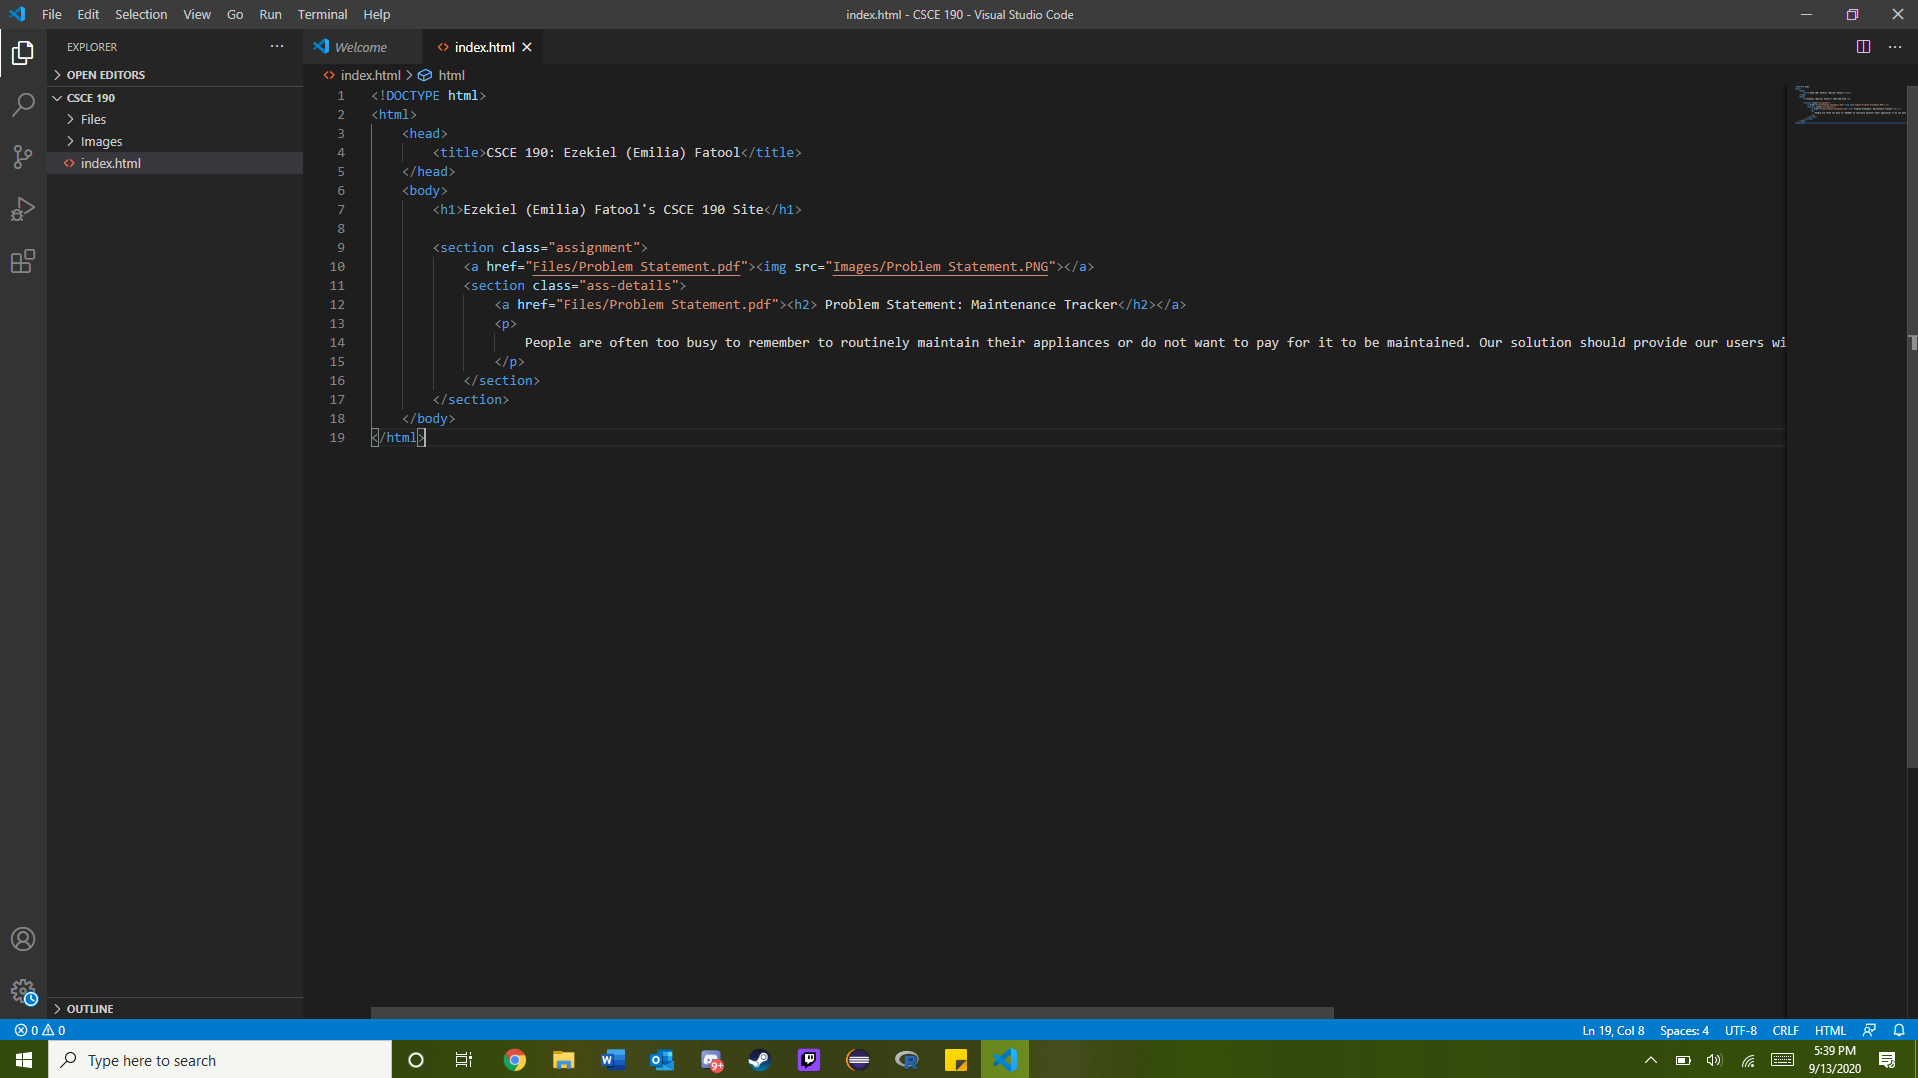 File Edit Selection View Go Run Terminal Help
index.html - CSCE 190 - Visual Studio Code
EXPLORER
OPEN EDITORS
CSCE 190
Files
Images
index.html
Welcome
index.html
index.html > html
1 <!DOCTYPE html>
2 <html>
3 <head>
4 <title>CSCE 190: Ezekiel (Emilia) Fatool</title>
5 </head>
6 <body>
7 <h1>Ezekiel (Emilia) Fatool's CSCE 190 Site</h1>
8
9 <section class="assignment">
10 <a href="Files/Problem Statement.pdf"><img src="Images/Problem Statement.PNG"></a>
11 <section class="ass-details">
12 <a href="Files/Problem Statement.pdf"><h2> Problem Statement: Maintenance Tracker</h2></a>
13 <p>
14 People are often too busy to remember to routinely maintain their appliances or do not want to pay for it to be maintained. Our solution should provide our users wi
15 </p>
16 </section>
17 </section>
18 </body>
19 </html>
OUTLINE
0 0
Ln 19, Col 8 Spaces: 4 UTF-8 CRLF HTML
Type here to search
9+
5:39 PM
9/13/2020